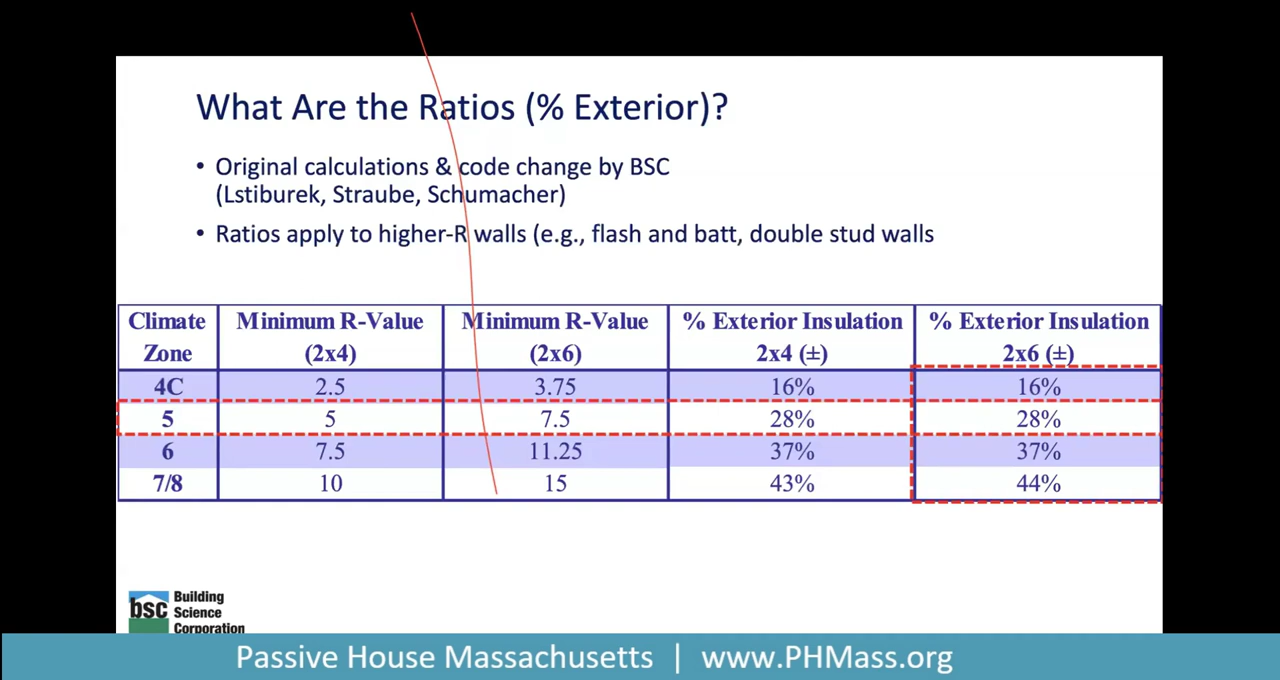 What Are the Ratios (% Exterior)?
• Original calculations & code change by BSC
(Lstiburek, Straube, Schumacher)
• Ratios apply to higher-R walls (e.g., flash and batt, double stud walls
Climate Zone Minimum R-Value (2x4) Minimum R-Value (2x6) % Exterior Insulation 2x4 (±) % Exterior Insulation 2x6 (±)
4C 2.5 3.75 16% 16%
5 5 7.5 28% 28%
6 7.5 11.25 37% 37%
7/8 10 15 43% 44%
bsc Building
Science
Corporation
Passive House Massachusetts | www.PHMass.org